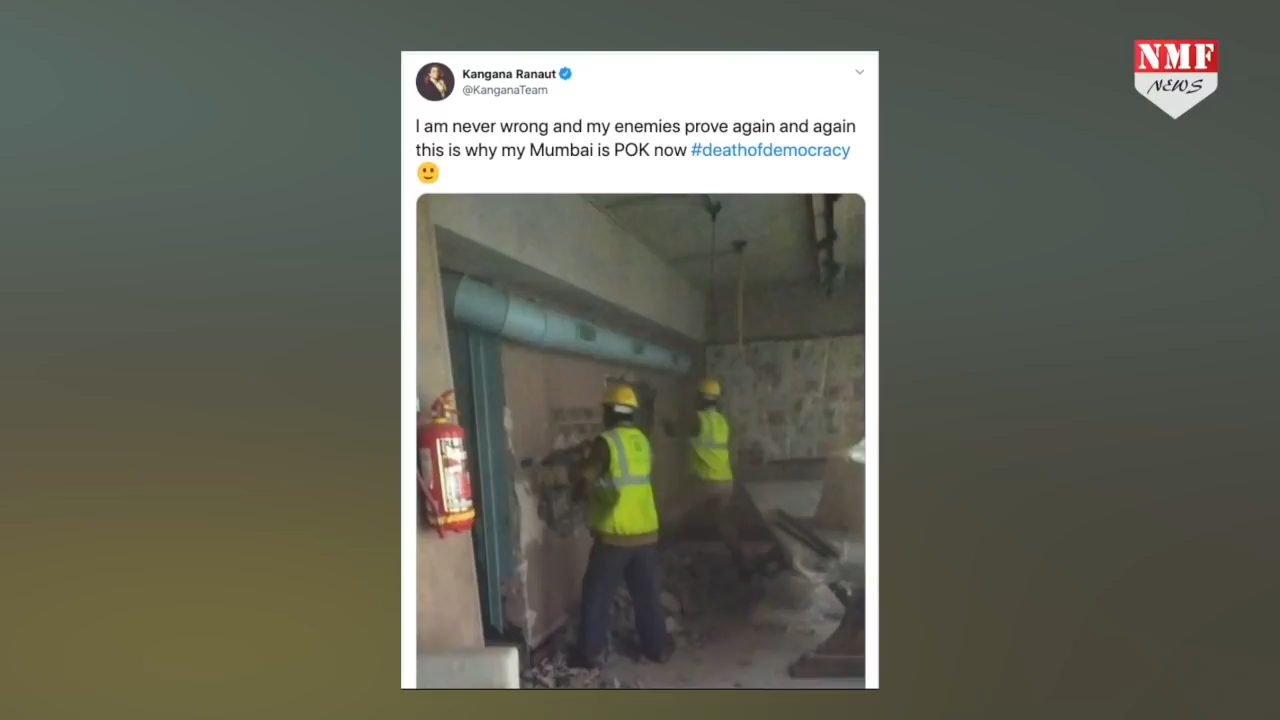 NMF
NEWS
Kangana Ranaut
@KanganaTeam
I am never wrong and my enemies prove again and again
this is why my Mumbai is POK now #deathofdemocracy
🙂